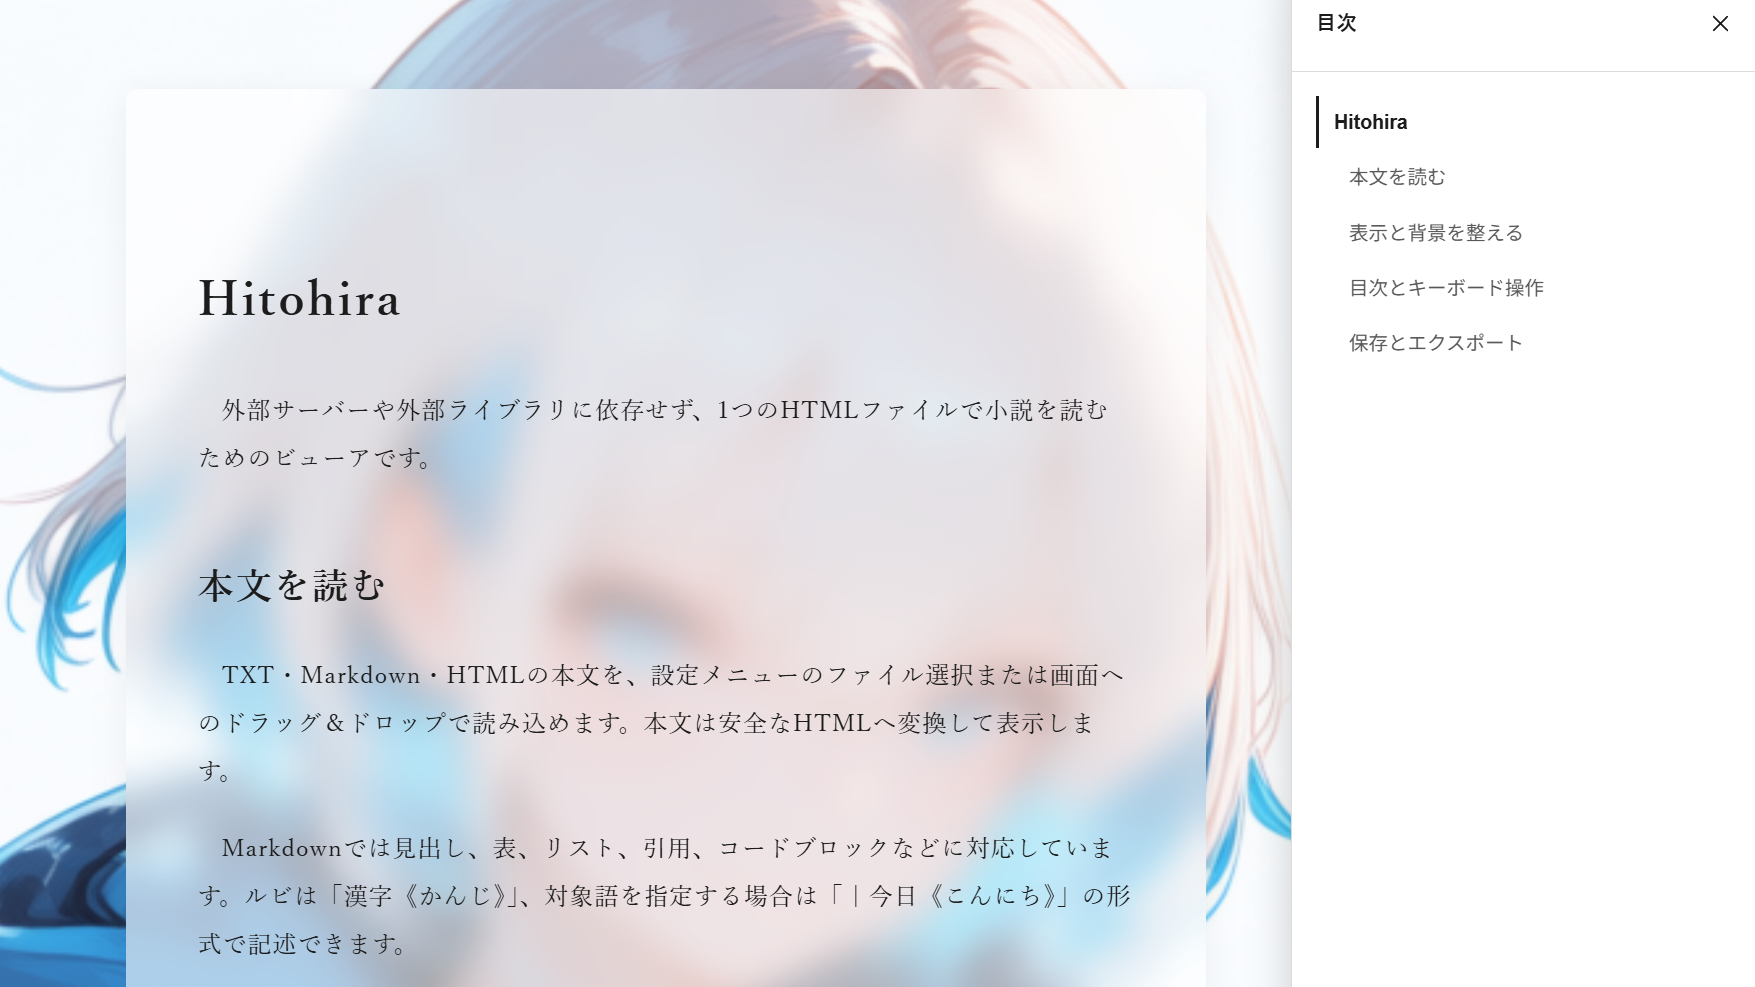 Hitohira
外部サーバーや外部ライブラリに依存せず、1つのHTMLファイルで小説を読む
ためのビューアです。
本文を読む
TXT・Markdown・HTMLの本文を、設定メニューのファイル選択または画面へ
のドラッグ＆ドロップで読み込めます。本文は安全なHTMLへ変換して表示しま
す。
Markdownでは見出し、表、リスト、引用、コードブロックなどに対応していま
す。ルビは「漢字《かんじ》」、対象語を指定する場合は「｜今日《こんにち》」の形
式で記述できます。
目次
Hitohira
本文を読む
表示と背景を整える
目次とキーボード操作
保存とエクスポート